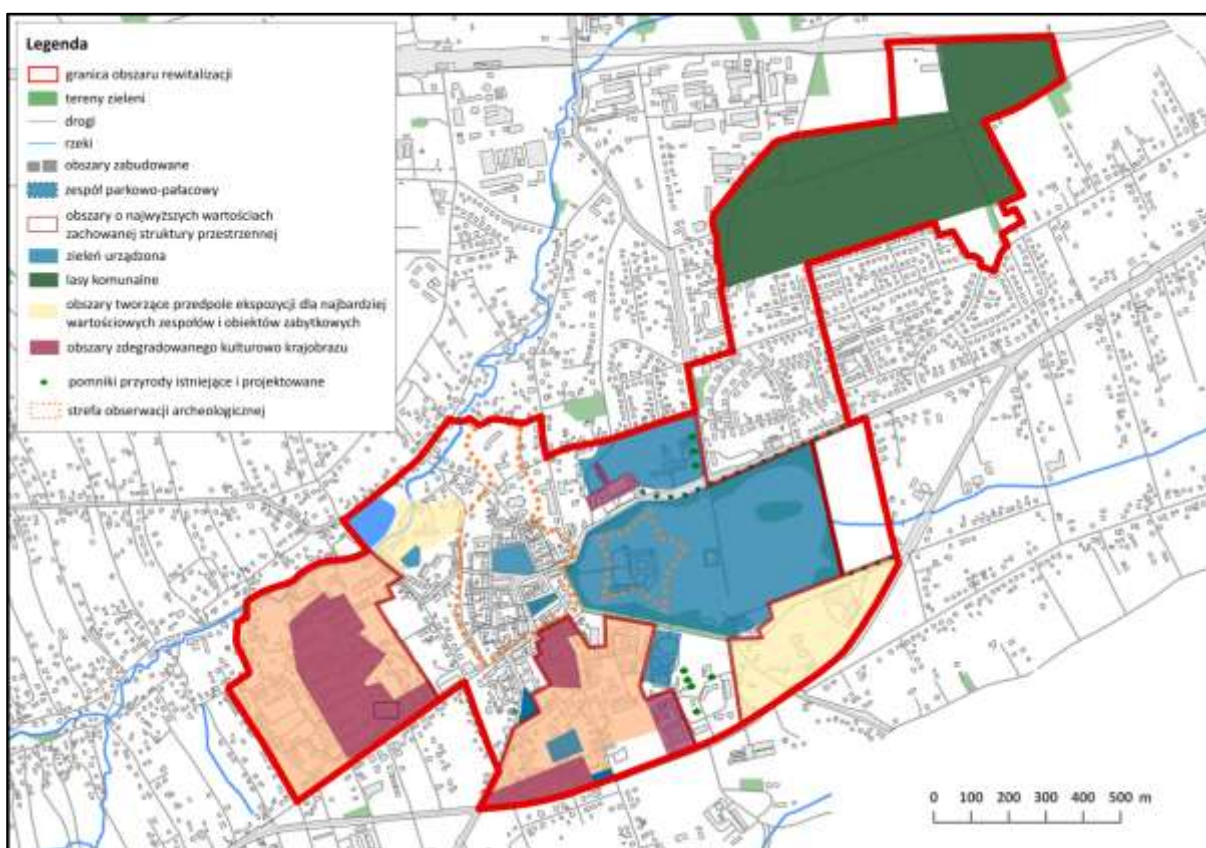 Legenda
granica obszaru rewitalizacji
tereny zieleni
drogi
rzeki
obszary zabudowane
zespół parkowo-pałacowy
obszary o najwyższych wartościach
zachowanej struktury przestrzennej
zieleń urządzona
lasy komunalne
obszary tworzące przedpole ekspozycji dla najbardziej
wartościowych zespołów i obiektów zabytkowych
obszary zdegradowanego kulturowo krajobrazu
pomniki przyrody istniejące i projektowane
strefa obserwacji archeologicznej
0 100 200 300 400 500 m